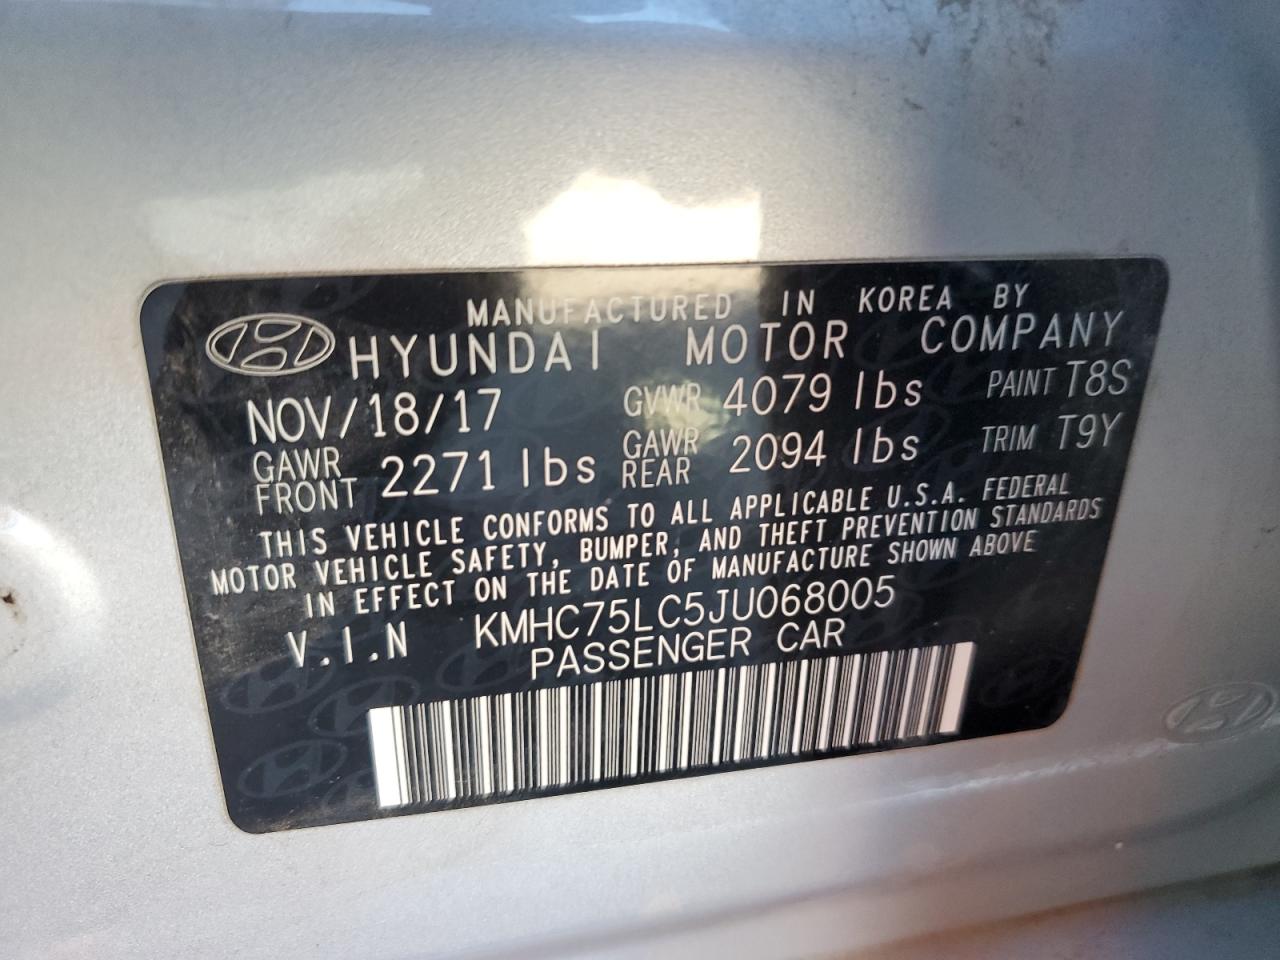 MANUFACTURED IN KOREA BY
HYUNDAI MOTOR COMPANY
NOV/18/17 GVWR 4079 lbs PAINT T8S
GAWR FRONT 2271 lbs GAWR REAR 2094 lbs TRIM T9Y
THIS VEHICLE CONFORMS TO ALL APPLICABLE U.S.A. FEDERAL
MOTOR VEHICLE SAFETY, BUMPER, AND THEFT PREVENTION STANDARDS
IN EFFECT ON THE DATE OF MANUFACTURE SHOWN ABOVE
V.I.N KMHC75LC5JU068005
PASSENGER CAR